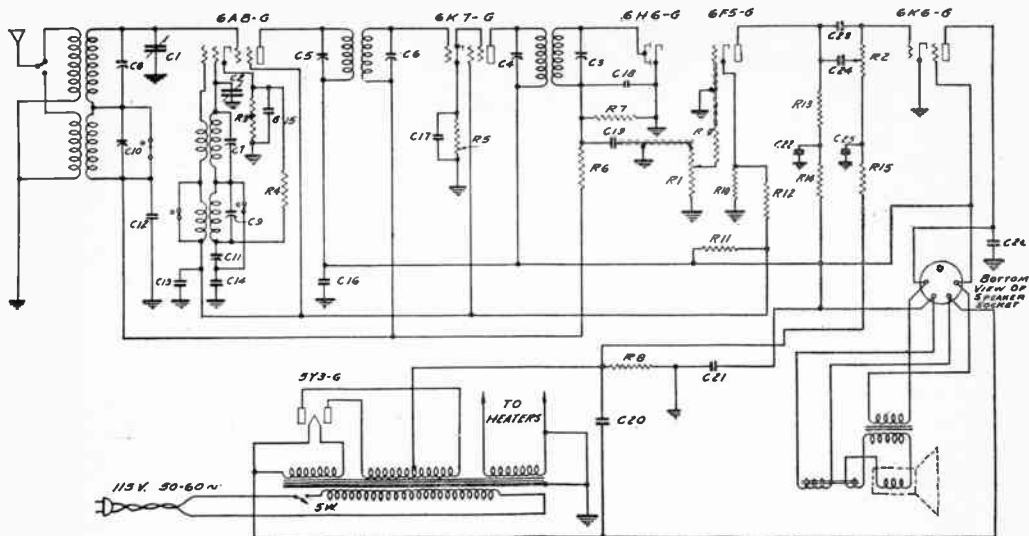 6A8-G
6K7-G
6H6-G
6F5-G
6K6-G
C1
C8
C2
C5
C6
C4
C3
C18
C23
C24
R2
R3
C15
R7
R13
C10
C7
C17
R5
C19
R9
C22
C25
R4
R6
R1
R10
R12
R14
R15
C12
C9
R11
C11
C13
C14
C16
C26
BOTTOM
VIEW OF
SPEAKER
SOCKET
R8
C21
5Y3-G
TO
HEATERS
C20
115V. 50-60~
SW.